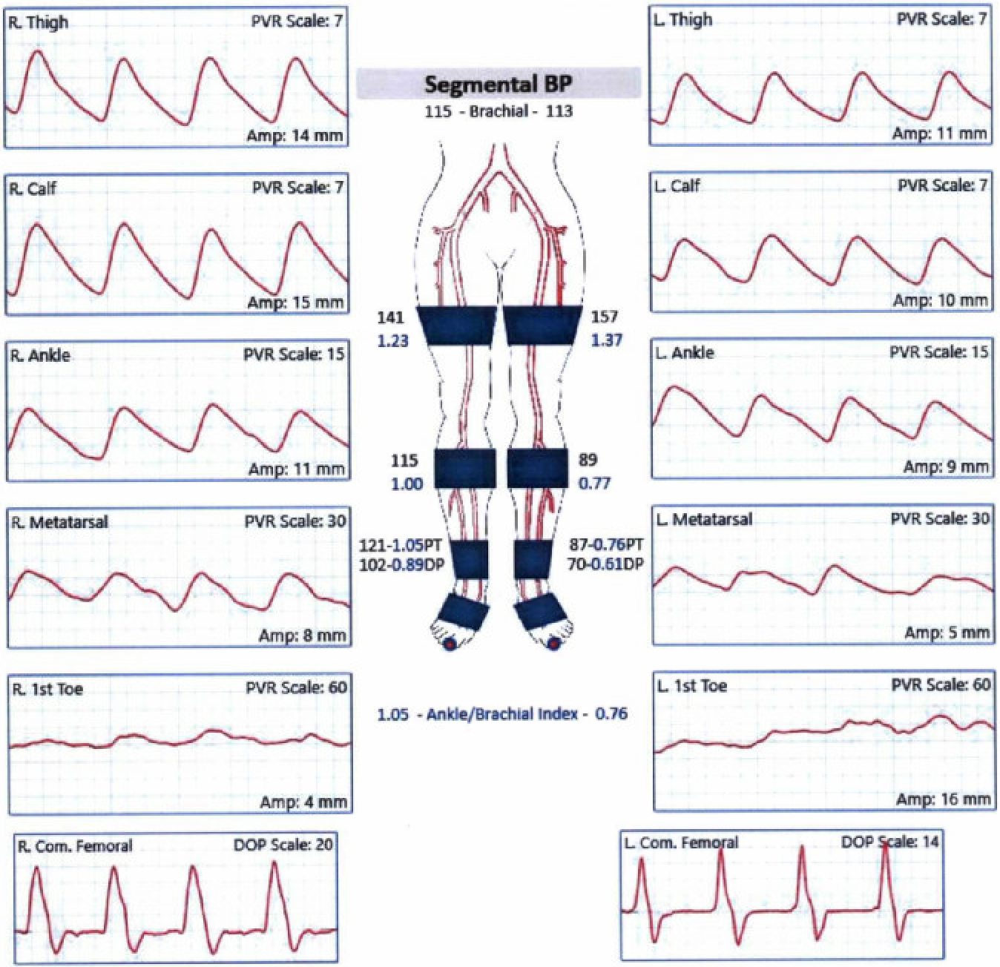 R. Thigh PVR Scale: 7
Amp: 14 mm
R. Calf PVR Scale: 7
Amp: 15 mm
R. Ankle PVR Scale: 15
Amp: 11 mm
R. Metatarsal PVR Scale: 30
Amp: 8 mm
R. 1st Toe PVR Scale: 60
Amp: 4 mm
R. Com. Femoral DOP Scale: 20
Segmental BP
115 - Brachial - 113
141 157
1.23 1.37
115 89
1.00 0.77
121-1.05PT 87-0.76PT
102-0.89DP 70-0.61DP
1.05 - Ankle/Brachial Index - 0.76
L. Thigh PVR Scale: 7
Amp: 11 mm
L. Calf PVR Scale: 7
Amp: 10 mm
L. Ankle PVR Scale: 15
Amp: 9 mm
L. Metatarsal PVR Scale: 30
Amp: 5 mm
L. 1st Toe PVR Scale: 60
Amp: 16 mm
L. Com. Femoral DOP Scale: 14